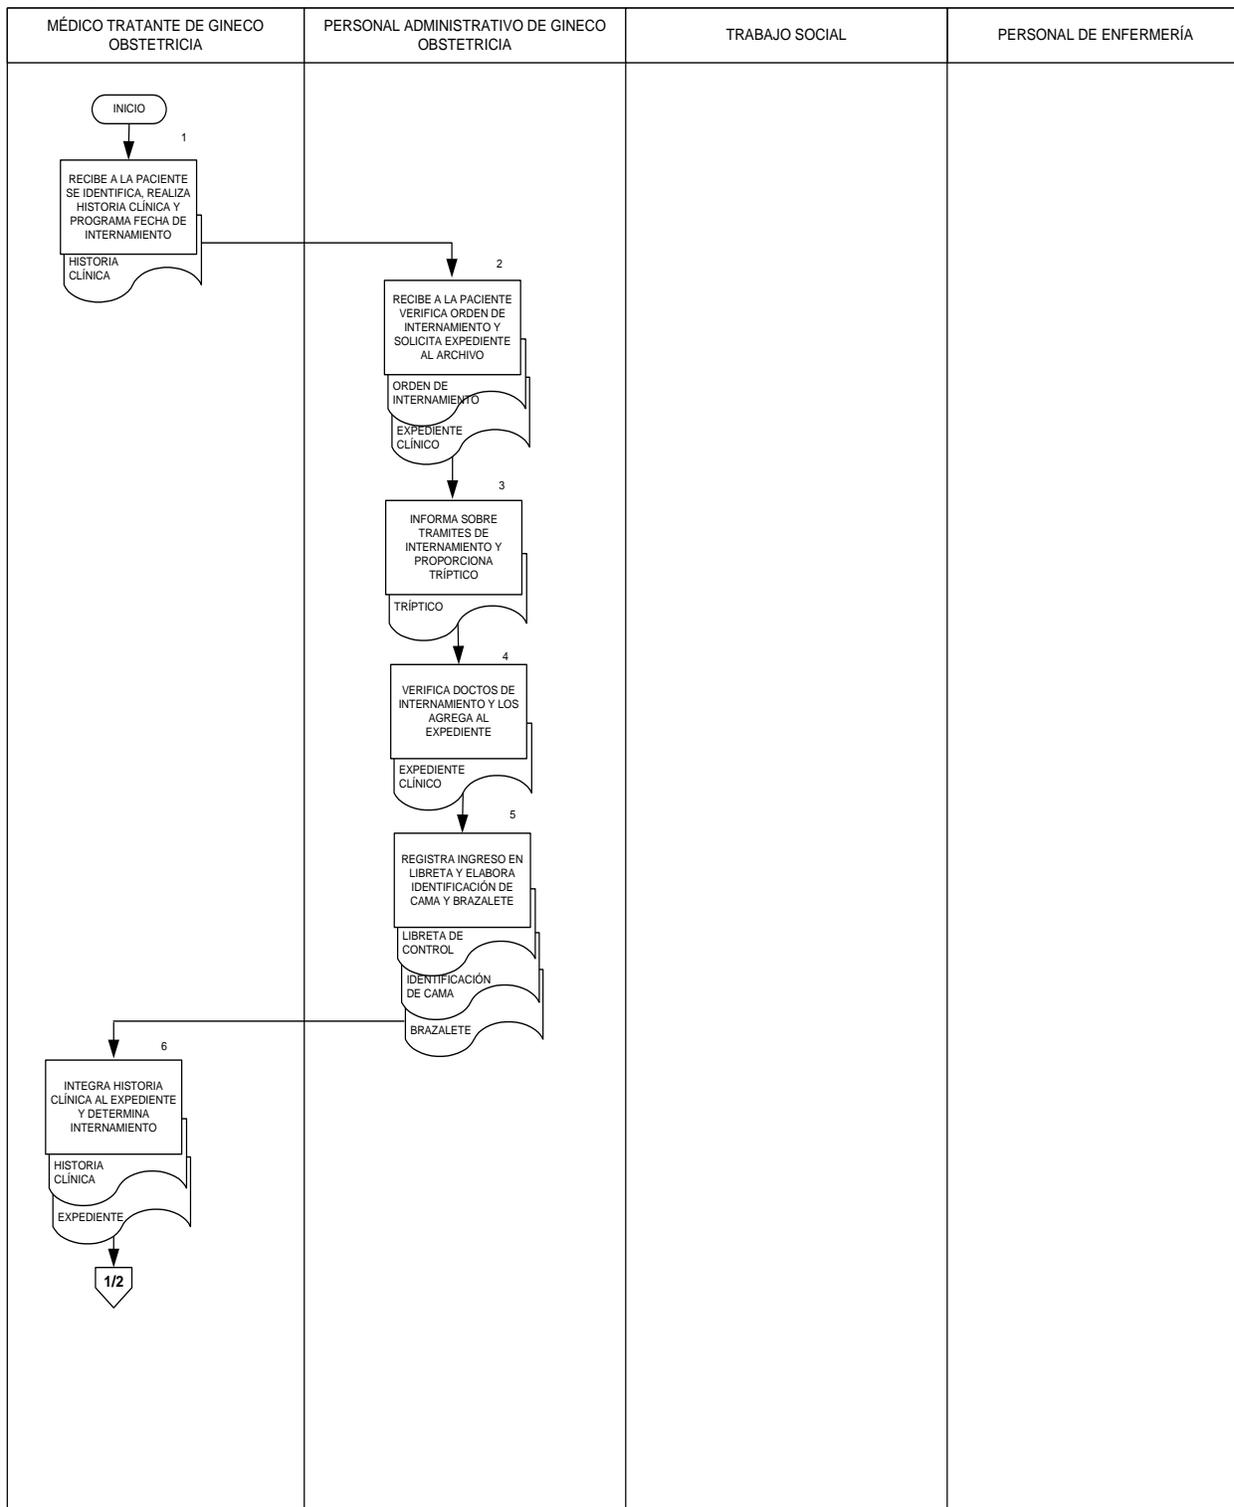 MÉDICO TRATANTE DE GINECO
OBSTETRICIA
PERSONAL ADMINISTRATIVO DE GINECO
OBSTETRICIA
TRABAJO SOCIAL
PERSONAL DE ENFERMERÍA
INICIO
1
RECIBE A LA PACIENTE
SE IDENTIFICA, REALIZA
HISTORIA CLÍNICA Y
PROGRAMA FECHA DE
INTERNAMIENTO
HISTORIA
CLÍNICA
2
RECIBE A LA PACIENTE
VERIFICA ORDEN DE
INTERNAMIENTO Y
SOLICITA EXPEDIENTE
AL ARCHIVO
ORDEN DE
INTERNAMIENTO
EXPEDIENTE
CLÍNICO
3
INFORMA SOBRE
TRAMITES DE
INTERNAMIENTO Y
PROPORCIONA
TRÍPTICO
TRÍPTICO
4
VERIFICA DOCTOS DE
INTERNAMIENTO Y LOS
AGREGA AL
EXPEDIENTE
EXPEDIENTE
CLÍNICO
5
REGISTRA INGRESO EN
LIBRETA Y ELABORA
IDENTIFICACIÓN DE
CAMA Y BRAZALETE
LIBRETA DE
CONTROL
IDENTIFICACIÓN
DE CAMA
BRAZALETE
6
INTEGRA HISTORIA
CLÍNICA AL EXPEDIENTE
Y DETERMINA
INTERNAMIENTO
HISTORIA
CLÍNICA
EXPEDIENTE
1/2